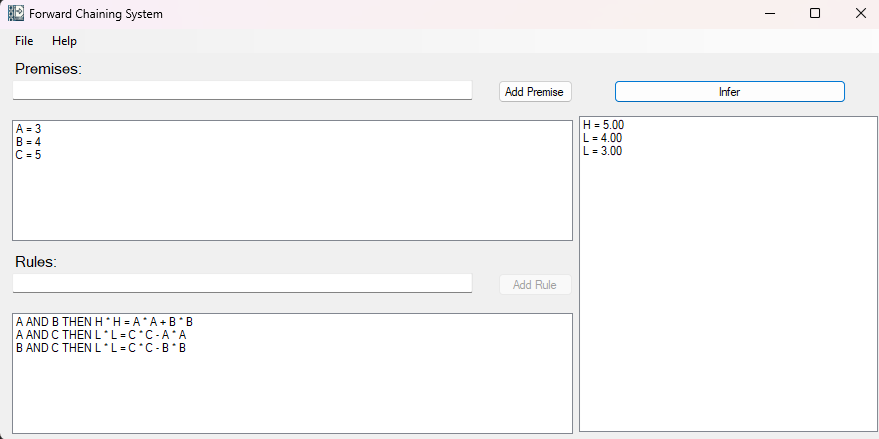 Forward Chaining System
File Help
Premises:
Add Premise
Infer
A = 3
B = 4
C = 5
H = 5.00
L = 4.00
L = 3.00
Rules:
Add Rule
A AND B THEN H * H = A * A + B * B
A AND C THEN L * L = C * C - A * A
B AND C THEN L * L = C * C - B * B